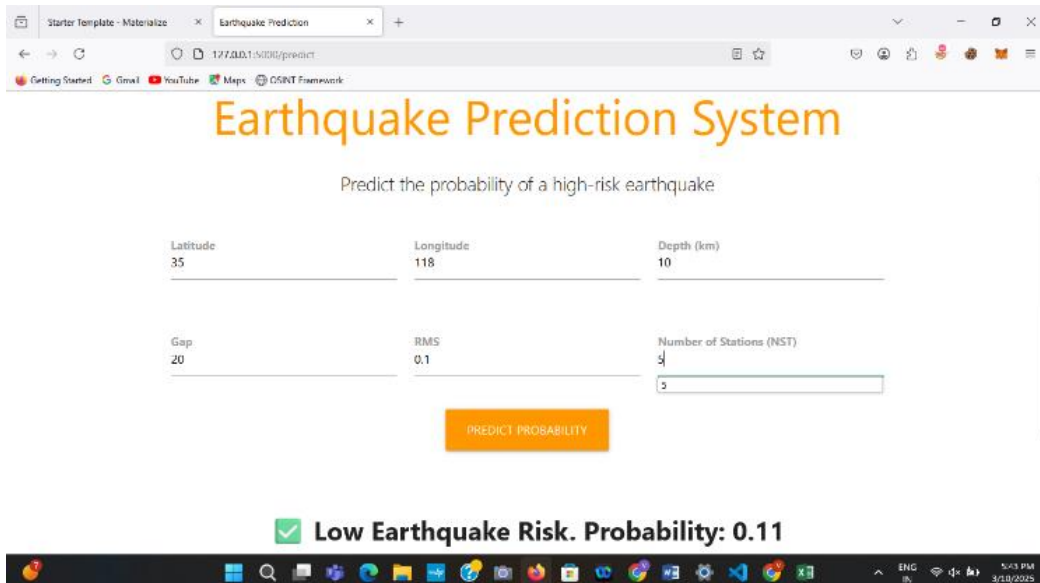 Starter Template - Materialize
Earthquake Prediction
127.0.0.1:5000/predict
Getting Started Gmail YouTube Maps OSINT Framework
Earthquake Prediction System
Predict the probability of a high-risk earthquake
Latitude Longitude Depth (km)
35 118 10
Gap RMS Number of Stations (NST)
20 0.1 5
5
PREDICT PROBABILITY
Low Earthquake Risk. Probability: 0.11
ENG 5:43 PM
IN 3/10/2025